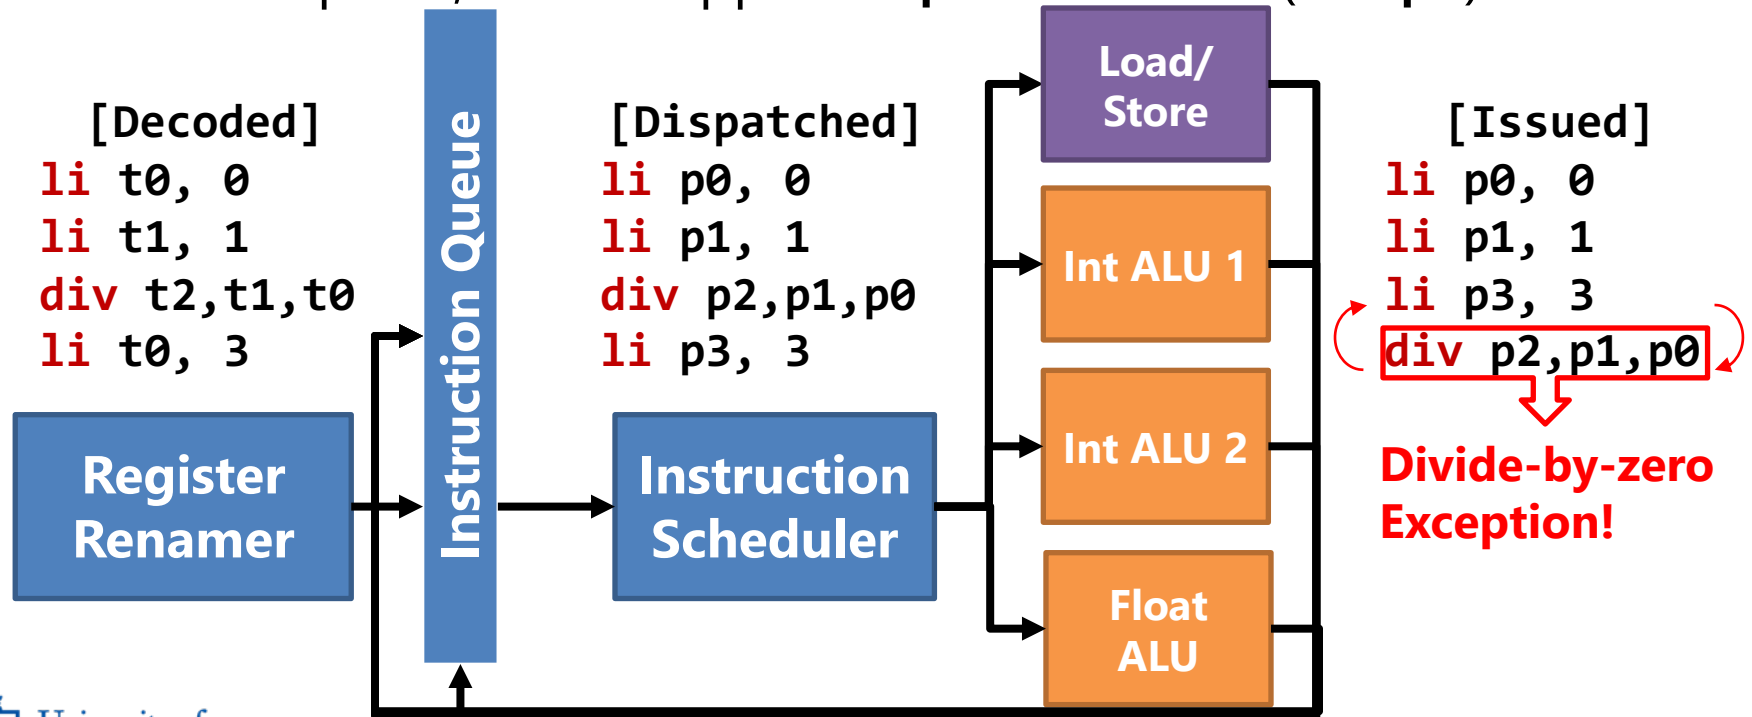 [Decoded]
li t0, 0
li t1, 1
div t2,t1,t0
li t0, 3
Register
Renamer
Instruction Queue
[Dispatched]
li p0, 0
li p1, 1
div p2,p1,p0
li p3, 3
Instruction
Scheduler
Load/
Store
Int ALU 1
Int ALU 2
Float
ALU
[Issued]
li p0, 0
li p1, 1
li p3, 3
div p2,p1,p0
Divide-by-zero
Exception!